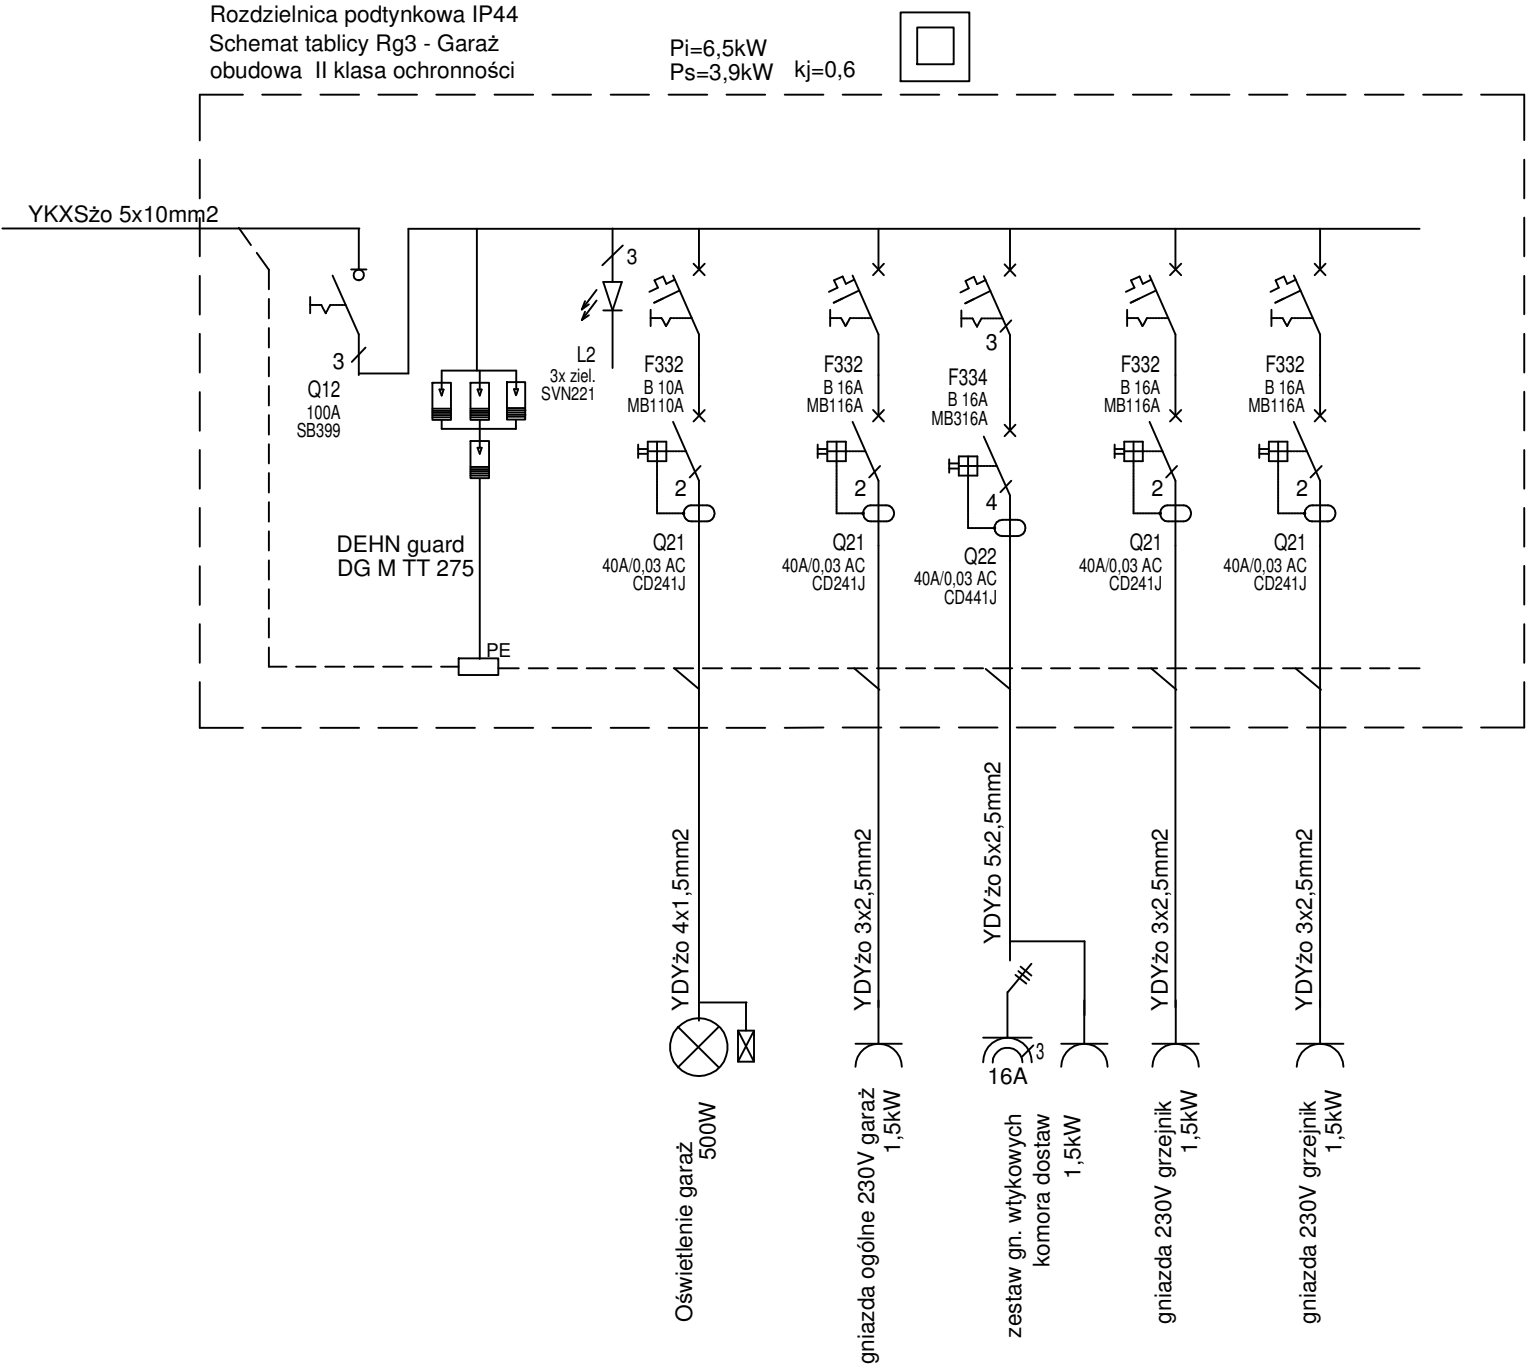 Rozdzielnica podtynkowa IP44
Schemat tablicy Rg3 - Garaż
obudowa  II klasa ochronności
Pi=6,5kW
Ps=3,9kW   kj=0,6
YKXSżo 5x10mm2
3
Q12
100A
SB399
DEHN guard
DG M TT 275
PE
3
L2
3x ziel.
SVN221
F332
B 10A
MB110A
2
Q21
40A/0,03 AC
CD241J
F332
B 16A
MB116A
2
Q21
40A/0,03 AC
CD241J
3
F334
B 16A
MB316A
4
Q22
40A/0,03 AC
CD441J
F332
B 16A
MB116A
2
Q21
40A/0,03 AC
CD241J
F332
B 16A
MB116A
2
Q21
40A/0,03 AC
CD241J
YDYżo 4x1,5mm2
YDYżo 3x2,5mm2
YDYżo 5x2,5mm2
YDYżo 3x2,5mm2
YDYżo 3x2,5mm2
3
16A
Oświetlenie garaż
500W
gniazda ogólne 230V garaż
1,5kW
zestaw gn. wtykowych
komora dostaw
1,5kW
gniazda 230V grzejnik
1,5kW
gniazda 230V grzejnik
1,5kW